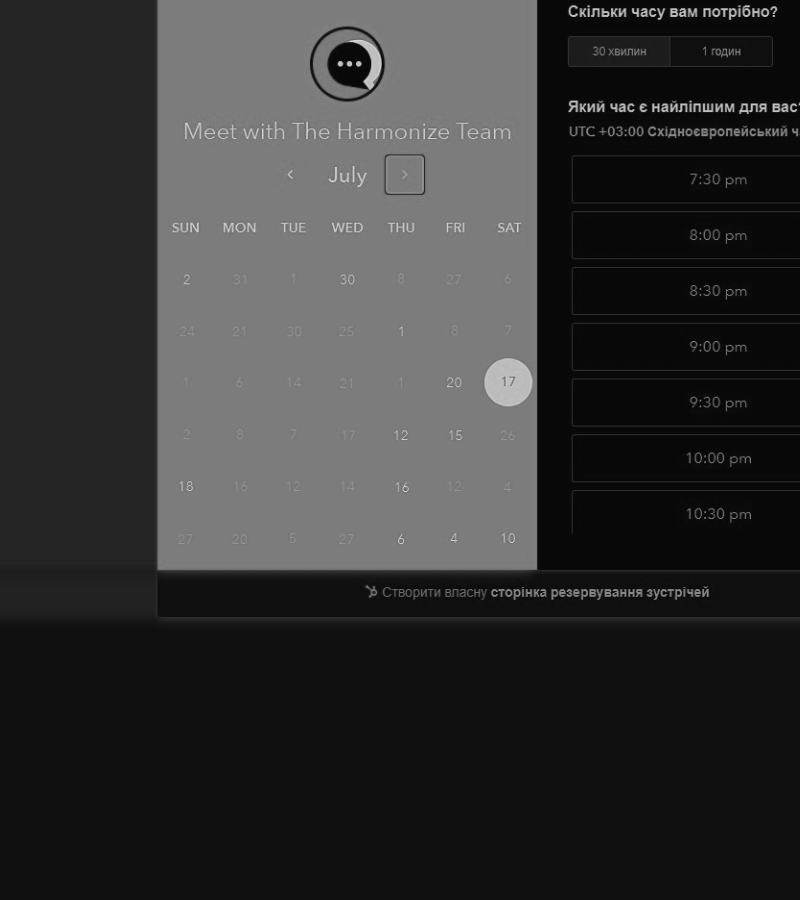 Meet with The Harmonize Team
July
SUN MON TUE WED THU FRI SAT
2 31 1 30 8 27 6
24 21 30 25 1 8 7
1 6 14 21 1 20 17
2 8 7 17 12 15 26
18 16 12 14 16 12 4
27 20 5 27 6 4 10
Скільки часу вам потрібно?
30 хвилин
1 годин
Який час є найліпшим для вас?
UTC +03:00 Східноєвропейський
7:30 pm
8:00 pm
8:30 pm
9:00 pm
9:30 pm
10:00 pm
10:30 pm
Створити власну сторінка резервування зустрічей